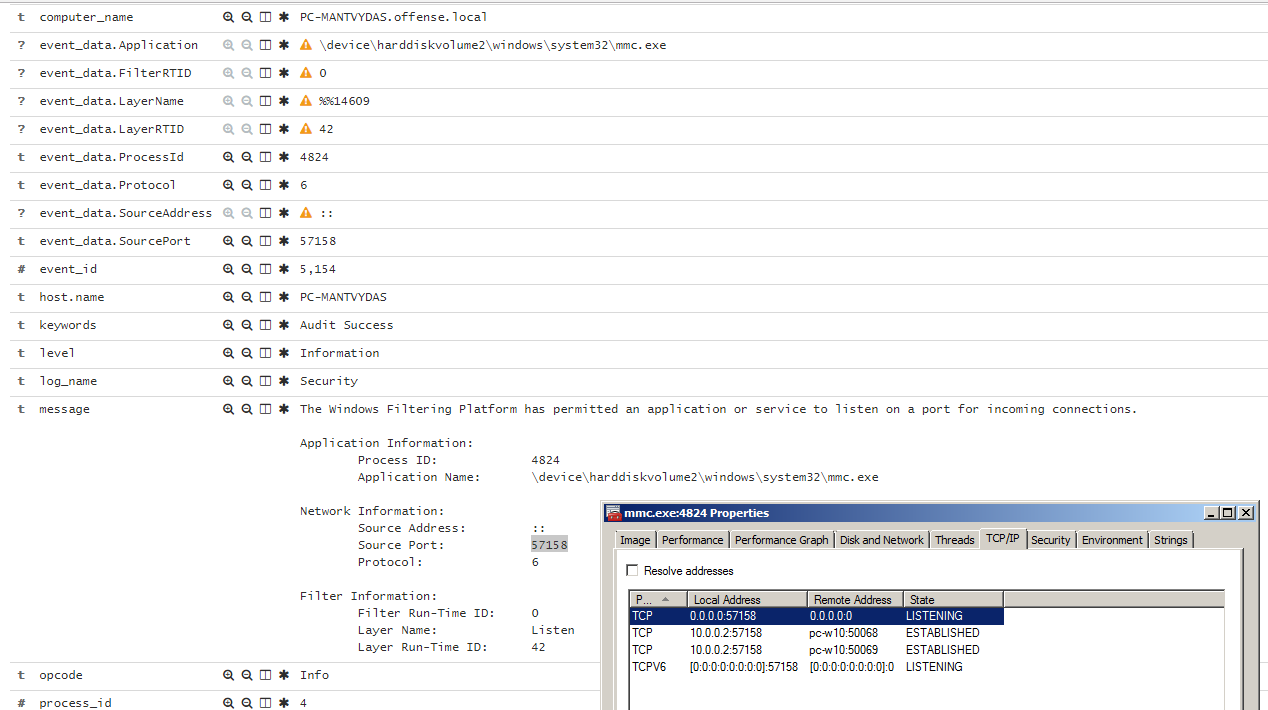 t computer_name PC-MANTVYDAS.offense.local
? event_data.Application \device\harddiskvolume2\windows\system32\mmc.exe
? event_data.FilterRTID 0
? event_data.LayerName %%14609
? event_data.LayerRTID 42
t event_data.ProcessId 4824
t event_data.Protocol 6
? event_data.SourceAddress ::
t event_data.SourcePort 57158
# event_id 5,154
t host.name PC-MANTVYDAS
t keywords Audit Success
t level Information
t log_name Security
t message The Windows Filtering Platform has permitted an application or service to listen on a port for incoming connections.
Application Information:
Process ID: 4824
Application Name: \device\harddiskvolume2\windows\system32\mmc.exe
Network Information:
Source Address: ::
Source Port: 57158
Protocol: 6
Filter Information:
Filter Run-Time ID: 0
Layer Name: Listen
Layer Run-Time ID: 42
t opcode Info
# process_id 4
mmc.exe:4824 Properties
Image Performance Performance Graph Disk and Network Threads TCP/IP Security Environment Strings
Resolve addresses
P... Local Address Remote Address State
TCP 0.0.0.0:57158 0.0.0.0:0 LISTENING
TCP 10.0.0.2:57158 pc-w10:50068 ESTABLISHED
TCP 10.0.0.2:57158 pc-w10:50069 ESTABLISHED
TCPV6 [0:0:0:0:0:0:0:0]:57158 [0:0:0:0:0:0:0:0]:0 LISTENING